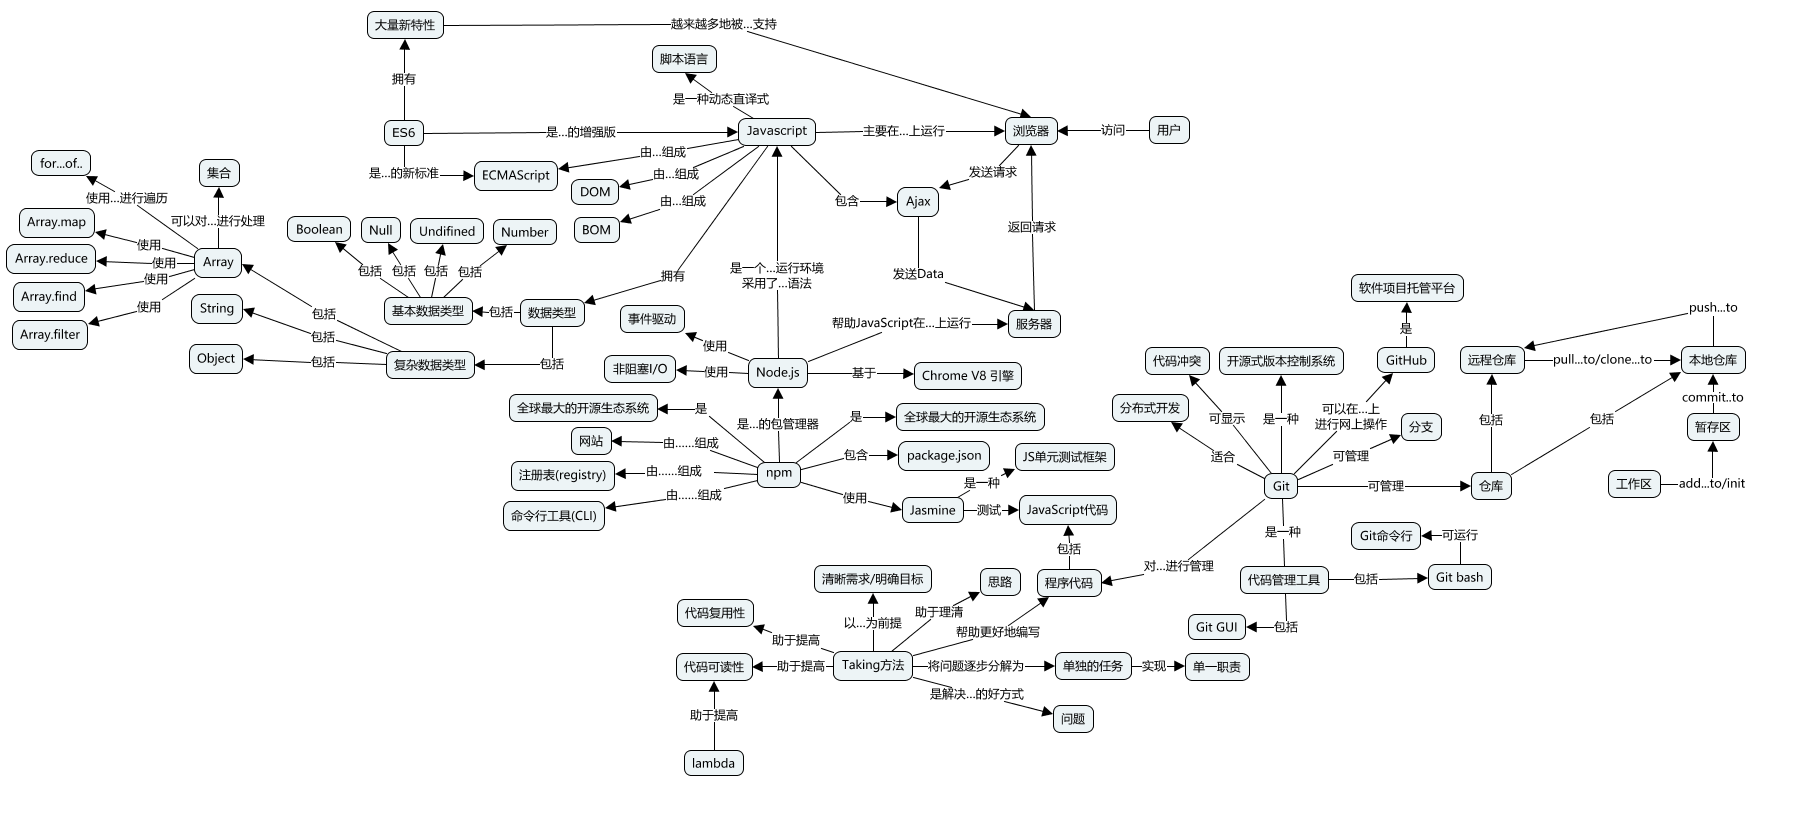 大量新特性
越来越多地被...支持
脚本语言
拥有
是一种动态直译式
ES6
是...的增强版
Javascript
主要在...上运行
浏览器
访问
用户
for...of..
集合
是...的新标准
ECMAScript
由...组成
DOM
由...组成
BOM
由...组成
发送请求
包含
Ajax
使用...进行遍历
可以对...进行处理
Array.map
使用
Array.reduce
使用
Array
Array.find
使用
Array.filter
使用
Boolean
Null
Undifined
Number
包括
包括
包括
包括
返回请求
是一个...运行环境
采用了...语法
拥有
发送Data
String
包括
基本数据类型
包括
数据类型
包括
Object
包括
复杂数据类型
包括
事件驱动
使用
非阻塞I/O
使用
Node.js
帮助JavaScript在...上运行
服务器
基于
Chrome V8 引擎
全球最大的开源生态系统
是
是...的包管理器
是
全球最大的开源生态系统
网站
由......组成
注册表(registry)
由......组成
命令行工具(CLI)
由......组成
npm
包含
package.json
使用
Jasmine
是一种
JS单元测试框架
测试
JavaScript代码
包括
程序代码
软件项目托管平台
是
GitHub
代码冲突
开源式版本控制系统
分布式开发
可显示
是一种
可以在...上
进行网上操作
分支
可管理
适合
Git
可管理
仓库
push...to
远程仓库
pull...to/clone...to
本地仓库
包括
包括
commit..to
暂存区
工作区
add...to/init
是一种
对...进行管理
代码管理工具
包括
Git bash
可运行
Git命令行
Git GUI
包括
清晰需求/明确目标
思路
代码复用性
助于提高
以...为前提
助于理清
帮助更好地编写
代码可读性
助于提高
Taking方法
将问题逐步分解为
单独的任务
实现
单一职责
是解决...的好方式
问题
助于提高
lambda